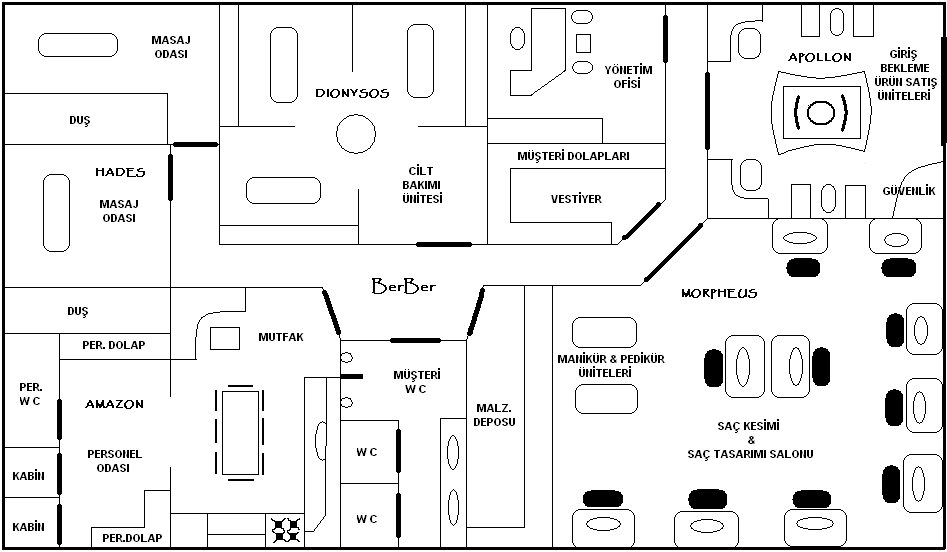 MASAJ
ODASI
DUŞ
HADES
MASAJ
ODASI
DUŞ
DIONYSOS
CİLT
BAKIMI
ÜNİTESİ
YÖNETİM
OFİSİ
MÜŞTERİ DOLAPLARI
VESTİYER
APOLLON
GİRİŞ
BEKLEME
ÜRÜN SATIŞ
ÜNİTELERİ
GÜVENLİK
BerBer
MORPHEUS
MANİKÜR & PEDİKÜR
ÜNİTELERİ
SAÇ KESİMİ
&
SAÇ TASARIMI SALONU
PER. DOLAP
MUTFAK
PER.
W C
AMAZON
PERSONEL
ODASI
KABİN
KABİN
PER.DOLAP
MÜŞTERİ
W C
W C
W C
MALZ.
DEPOSU